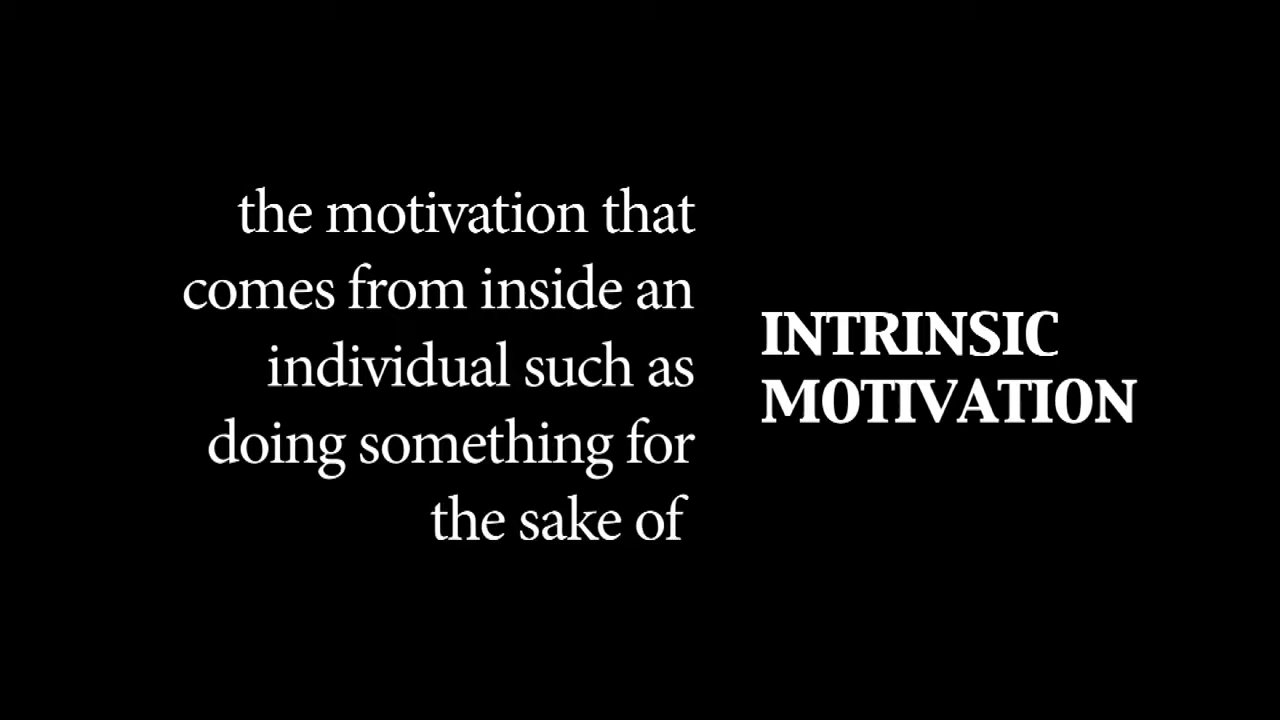 the motivation that
comes from inside an
individual such as
doing something for
the sake of
INTRINSIC
MOTIVATION